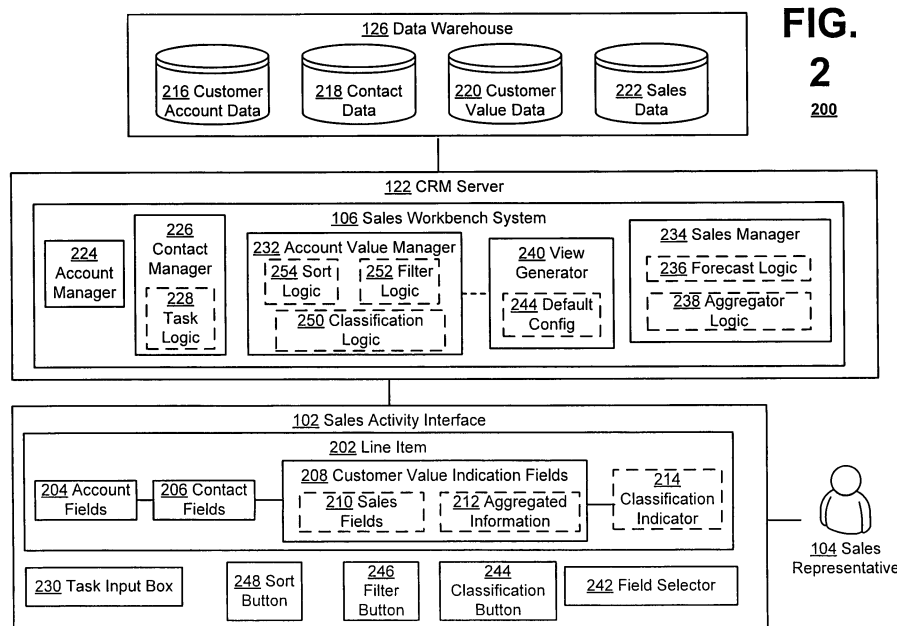 FIG.
2
200
126 Data Warehouse
216 Customer
Account Data
218 Contact
Data
220 Customer
Value Data
222 Sales
Data
122 CRM Server
106 Sales Workbench System
224
Account
Manager
226
Contact
Manager
228
Task
Logic
232 Account Value Manager
254 Sort
Logic
252 Filter
Logic
250 Classification
Logic
240 View
Generator
244 Default
Config
234 Sales Manager
236 Forecast Logic
238 Aggregator
Logic
102 Sales Activity Interface
202 Line Item
204 Account
Fields
206 Contact
Fields
208 Customer Value Indication Fields
210 Sales
Fields
212 Aggregated
Information
214
Classification
Indicator
104 Sales
Representative
230 Task Input Box
248 Sort
Button
246
Filter
Button
244
Classification
Button
242 Field Selector